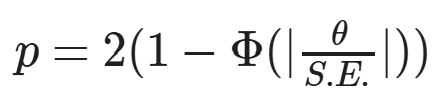 p = 2(1 − Φ(|θ/S.E.|))